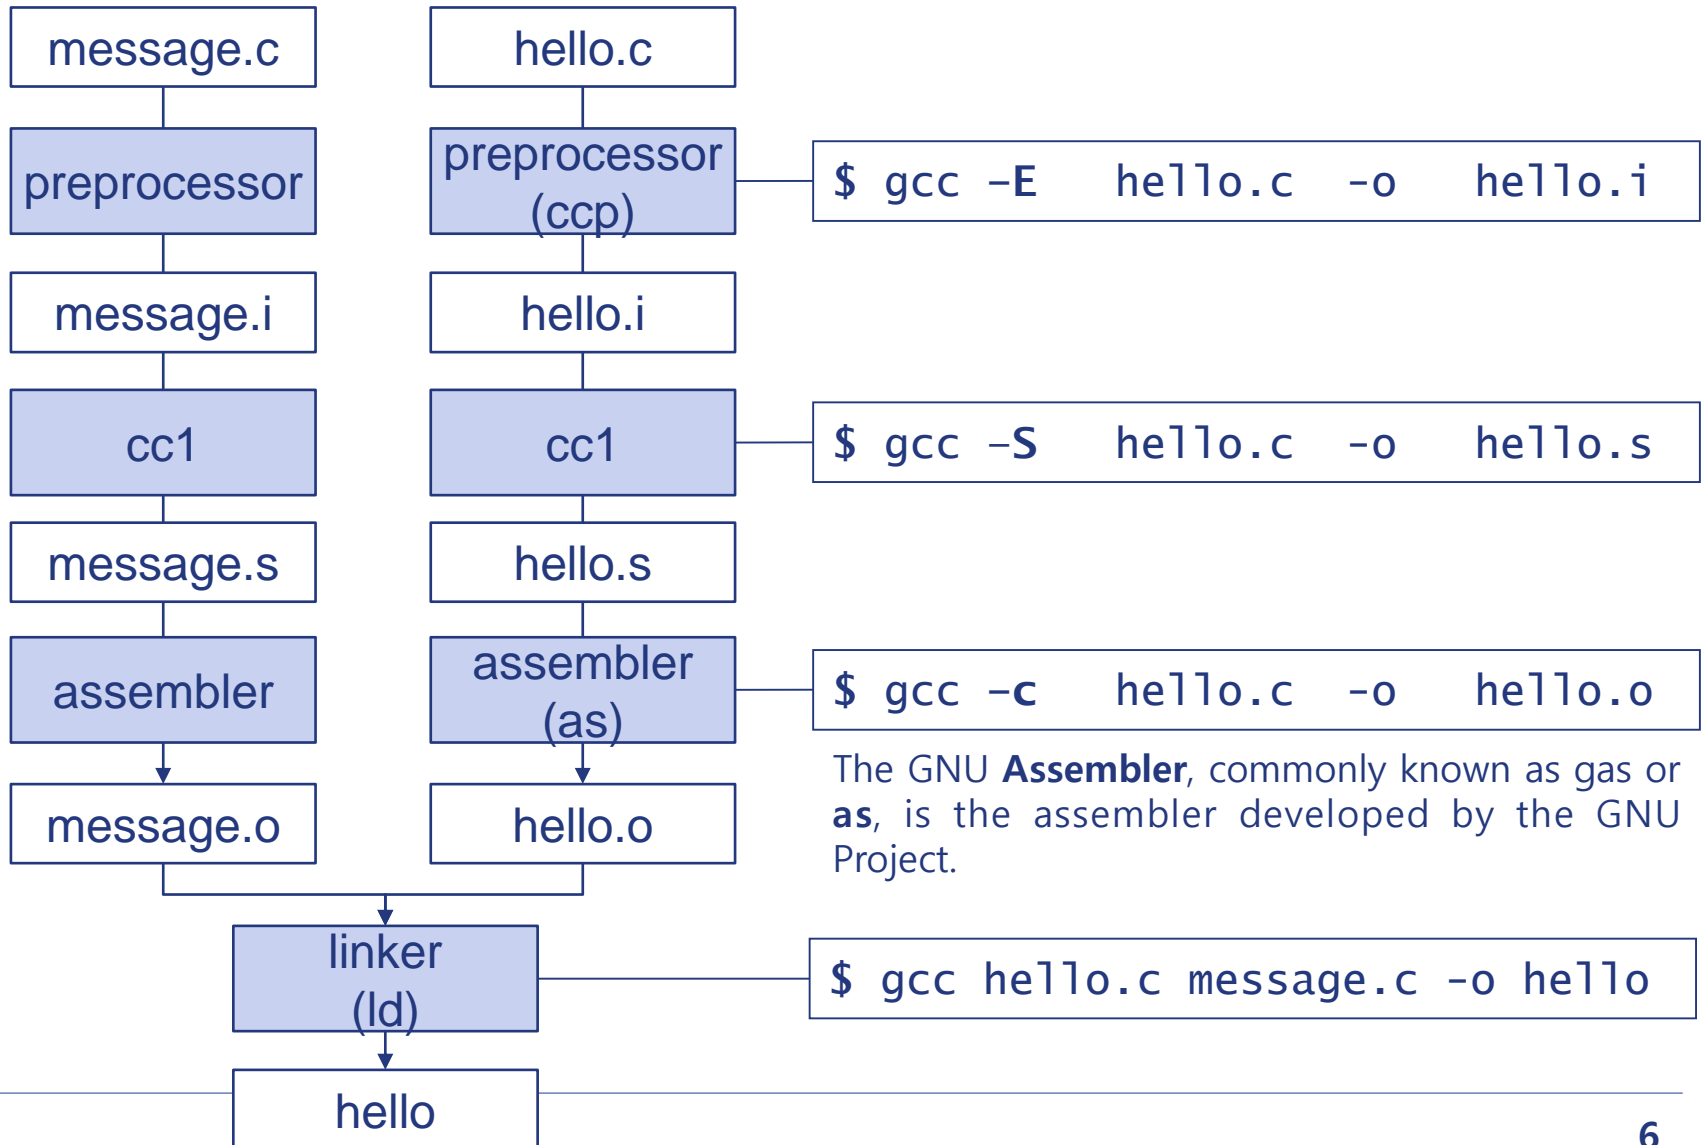 message.c
hello.c
preprocessor
preprocessor
(ccp)
$ gcc –E hello.c -o hello.i
message.i
hello.i
cc1
cc1
$ gcc –S hello.c -o hello.s
message.s
hello.s
assembler
assembler
(as)
$ gcc –c hello.c -o hello.o
The GNU Assembler, commonly known as gas or
as, is the assembler developed by the GNU
Project.
message.o
hello.o
linker
(ld)
$ gcc hello.c message.c -o hello
hello
6